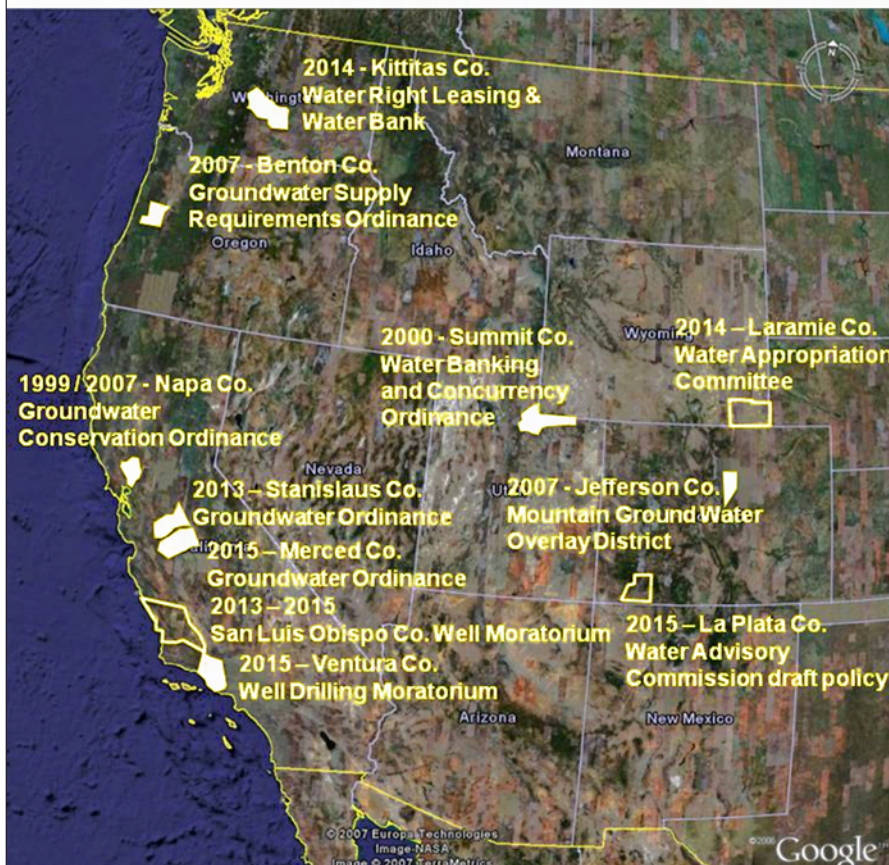 N
2014 - Kittitas Co.
Washington
Water Right Leasing &
Water Bank
Montana
2007 - Benton Co.
Groundwater Supply
Requirements Ordinance
Oregon
Idaho
2000 - Summit Co.
Water Banking
and Concurrency
Ordinance
Wyoming
2014 – Laramie Co.
Water Appropriation
Committee
1999 / 2007 - Napa Co.
Groundwater
Conservation Ordinance
Nevada
2013 – Stanislaus Co.
Groundwater Ordinance
2007 - Jefferson Co.
Mountain Ground Water
Overlay District
2015 – Merced Co.
Groundwater Ordinance
2013 – 2015
San Luis Obispo Co. Well Moratorium
2015 – La Plata Co.
Water Advisory
Commission draft policy
2015 – Ventura Co.
Well Drilling Moratorium
Arizona
New Mexico
© 2007 Europa Technologies
Image NASA
Image © 2007 TerraMetrics
Google